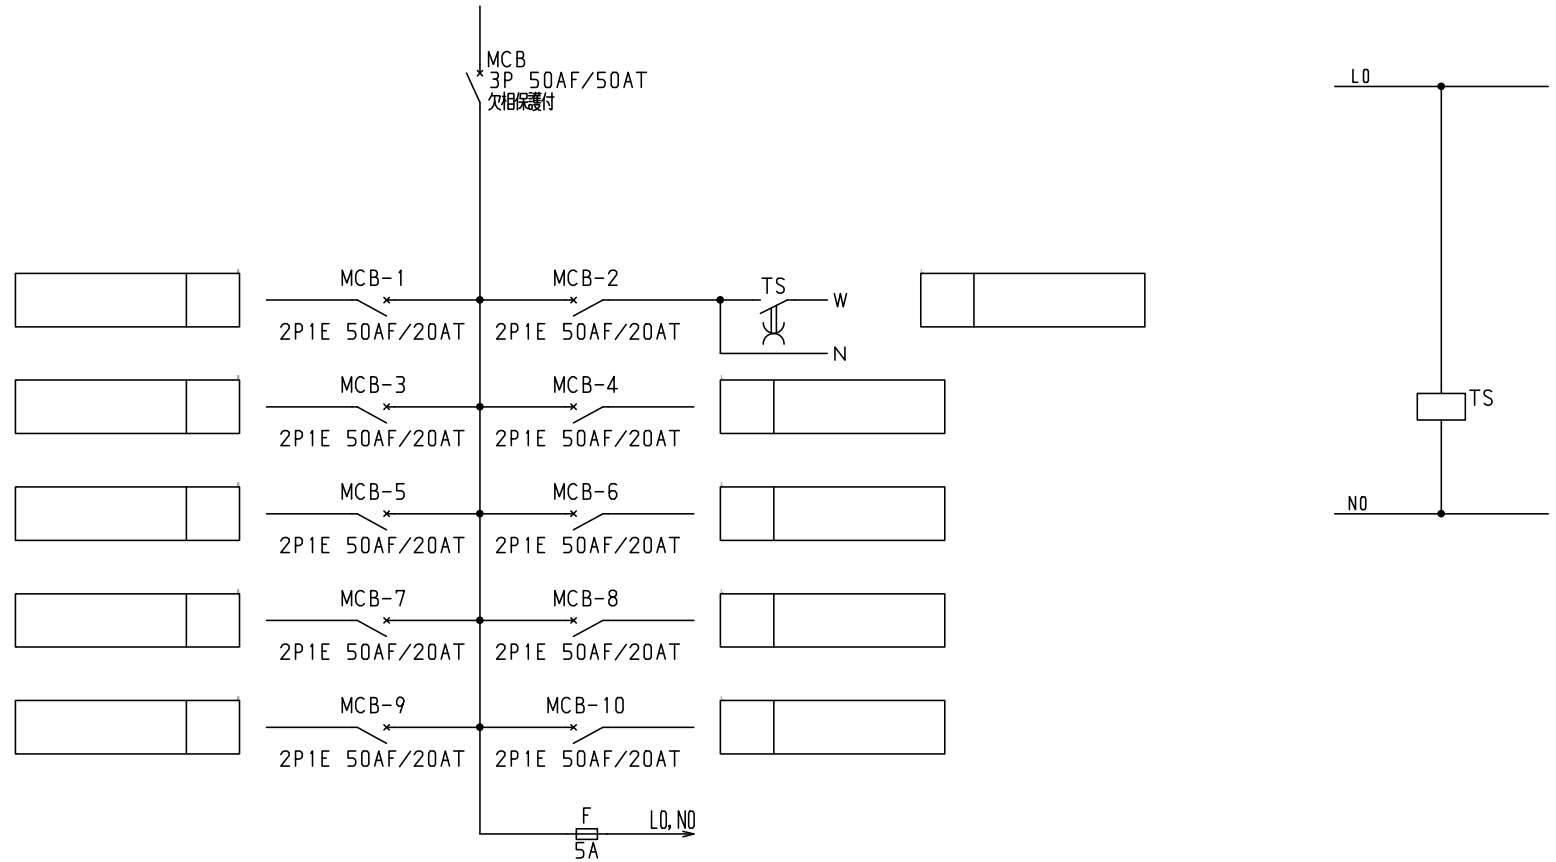 MCB
3P 50AF/50AT
欠相保護付
L0
MCB-1
MCB-2
TS
W
2P1E 50AF/20AT
2P1E 50AF/20AT
N
MCB-3
MCB-4
TS
2P1E 50AF/20AT
2P1E 50AF/20AT
MCB-5
MCB-6
N0
2P1E 50AF/20AT
2P1E 50AF/20AT
MCB-7
MCB-8
2P1E 50AF/20AT
2P1E 50AF/20AT
MCB-9
MCB-10
2P1E 50AF/20AT
2P1E 50AF/20AT
F
L0,N0
5A